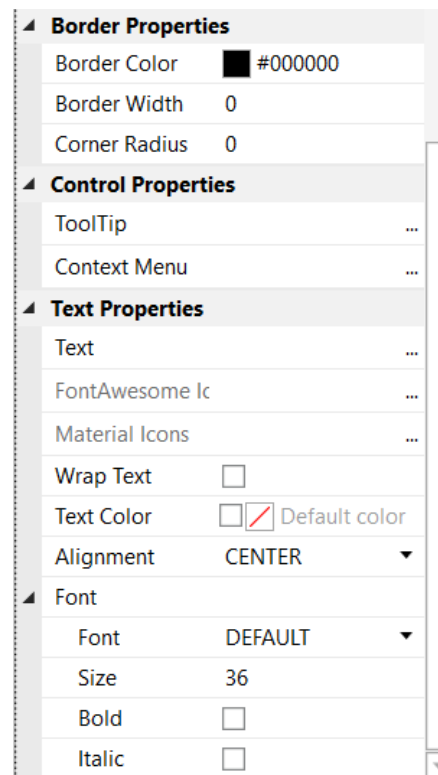 Border Properties
Border Color #000000
Border Width 0
Corner Radius 0
Control Properties
ToolTip ...
Context Menu ...
Text Properties
Text ...
FontAwesome Ic ...
Material Icons ...
Wrap Text
Text Color Default color
Alignment CENTER
Font
Font DEFAULT
Size 36
Bold
Italic